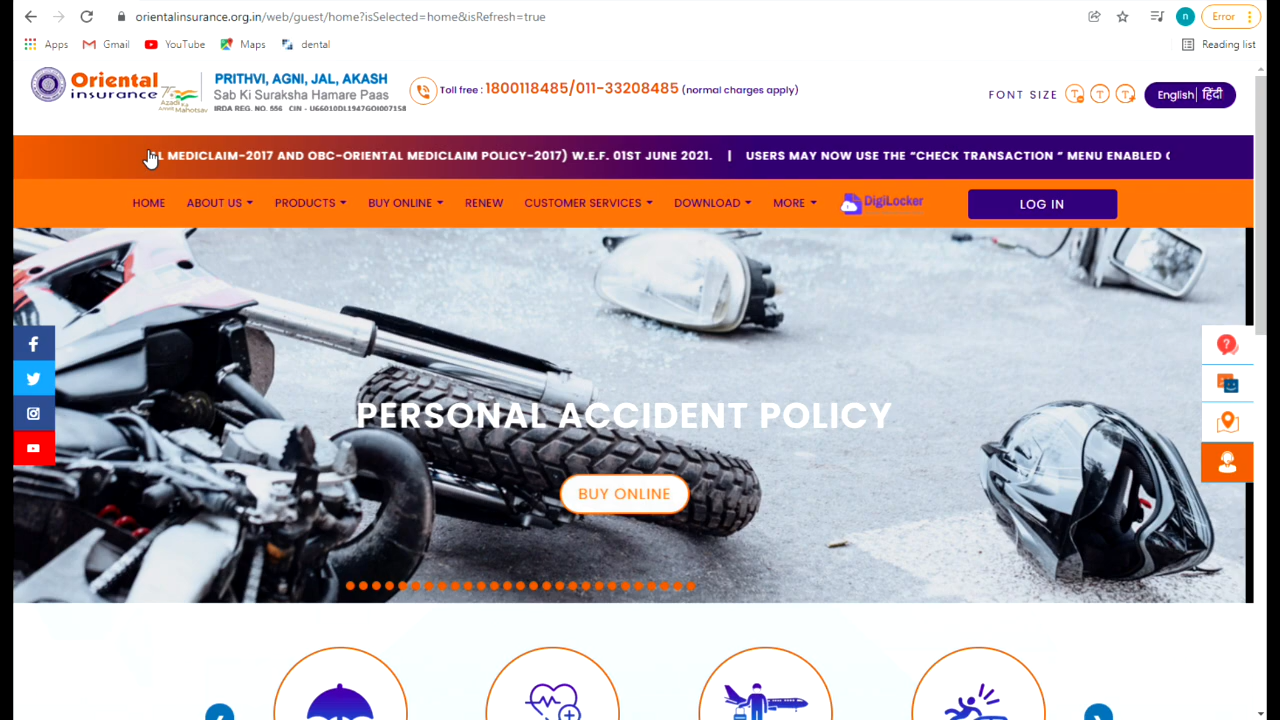 orientalinsurance.org.in/web/guest/home?isSelected=home&isRefresh=true
n Error
Apps Gmail YouTube Maps dental Reading list
Oriental insurance
Azadi Ka Amrit Mahotsav
PRITHVI, AGNI, JAL, AKASH
Sab Ki Suraksha Hamare Paas
IRDA REG. NO. 556 CIN - U66010DL1947GOI007158
Toll free : 1800118485/011-33208485 (normal charges apply)
FONT SIZE T T T English| हिंदी
L MEDICLAIM-2017 AND OBC-ORIENTAL MEDICLAIM POLICY-2017) W.E.F. 01ST JUNE 2021. | USERS MAY NOW USE THE “CHECK TRANSACTION ” MENU ENABLED
HOME ABOUT US PRODUCTS BUY ONLINE RENEW CUSTOMER SERVICES DOWNLOAD MORE DigiLocker LOG IN
PERSONAL ACCIDENT POLICY
BUY ONLINE